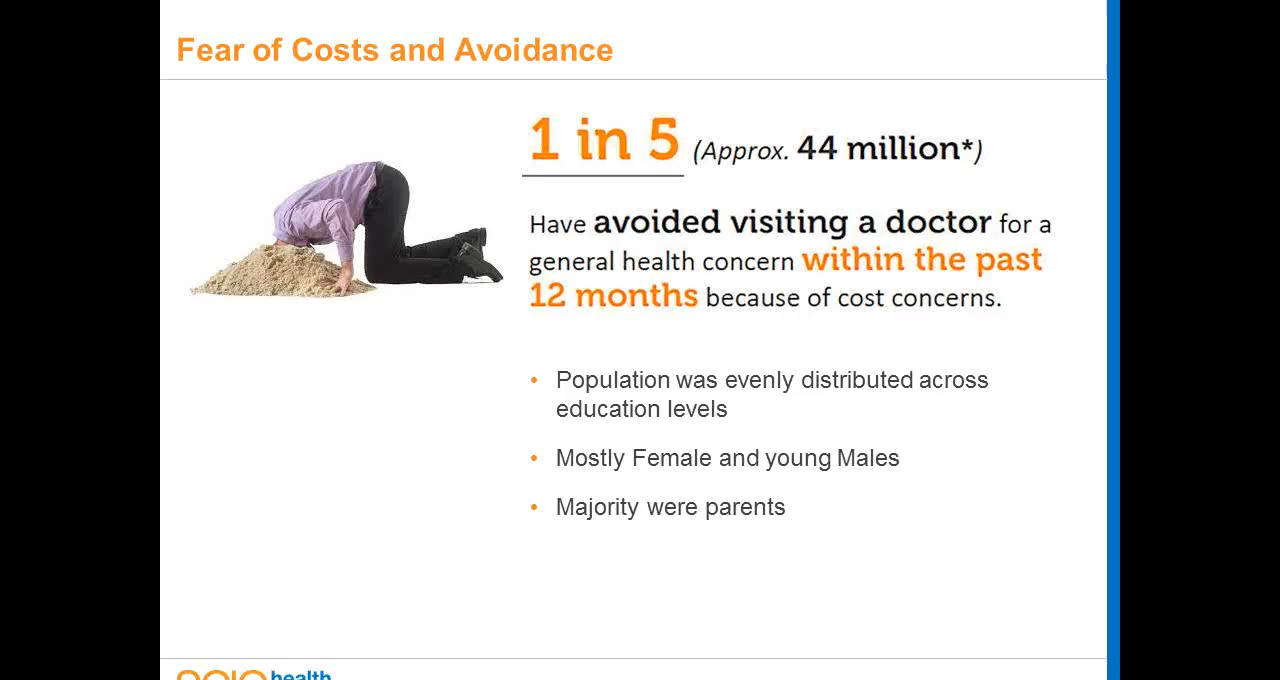 Fear of Costs and Avoidance
1 in 5 (Approx. 44 million*)
Have avoided visiting a doctor for a
general health concern within the past
12 months because of cost concerns.
• Population was evenly distributed across
education levels
• Mostly Female and young Males
• Majority were parents
health